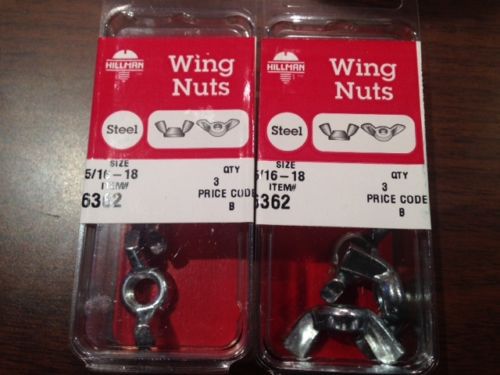 HILLMAN
Wing
Nuts
Steel
SIZE
5/16-18
QTY
3
ITEM#
6362
PRICE CODE
B
HILLMAN
Wing
Nuts
Steel
SIZE
5/16-18
QTY
3
ITEM#
6362
PRICE CODE
B